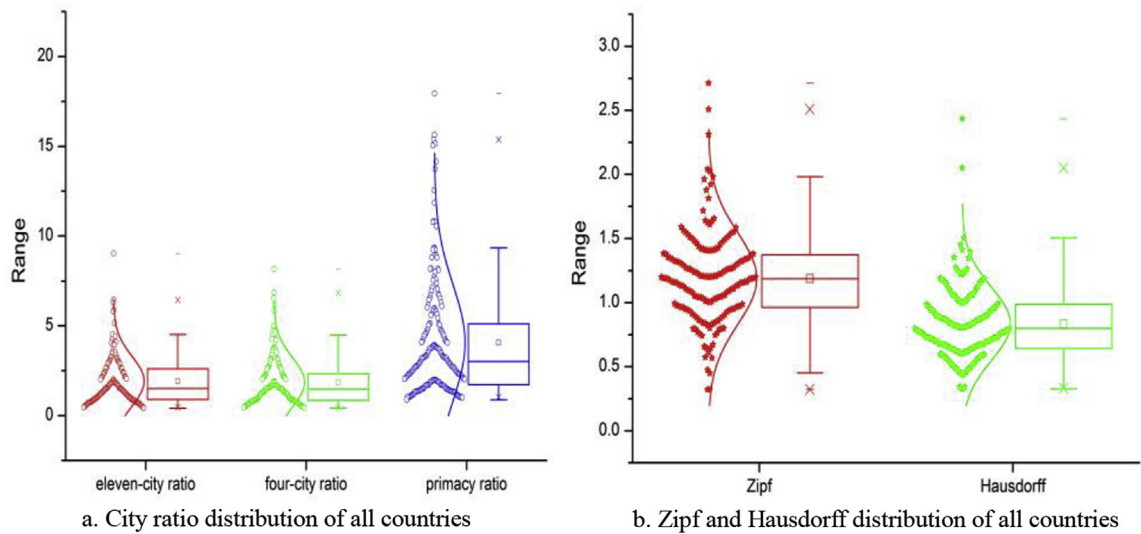 20
15
10
5
0
Range
eleven-city ratio
four-city ratio
primacy ratio
a. City ratio distribution of all countries
3.0
2.5
2.0
1.5
1.0
0.5
0.0
Range
Zipf
Hausdorff
b. Zipf and Hausdorff distribution of all countries